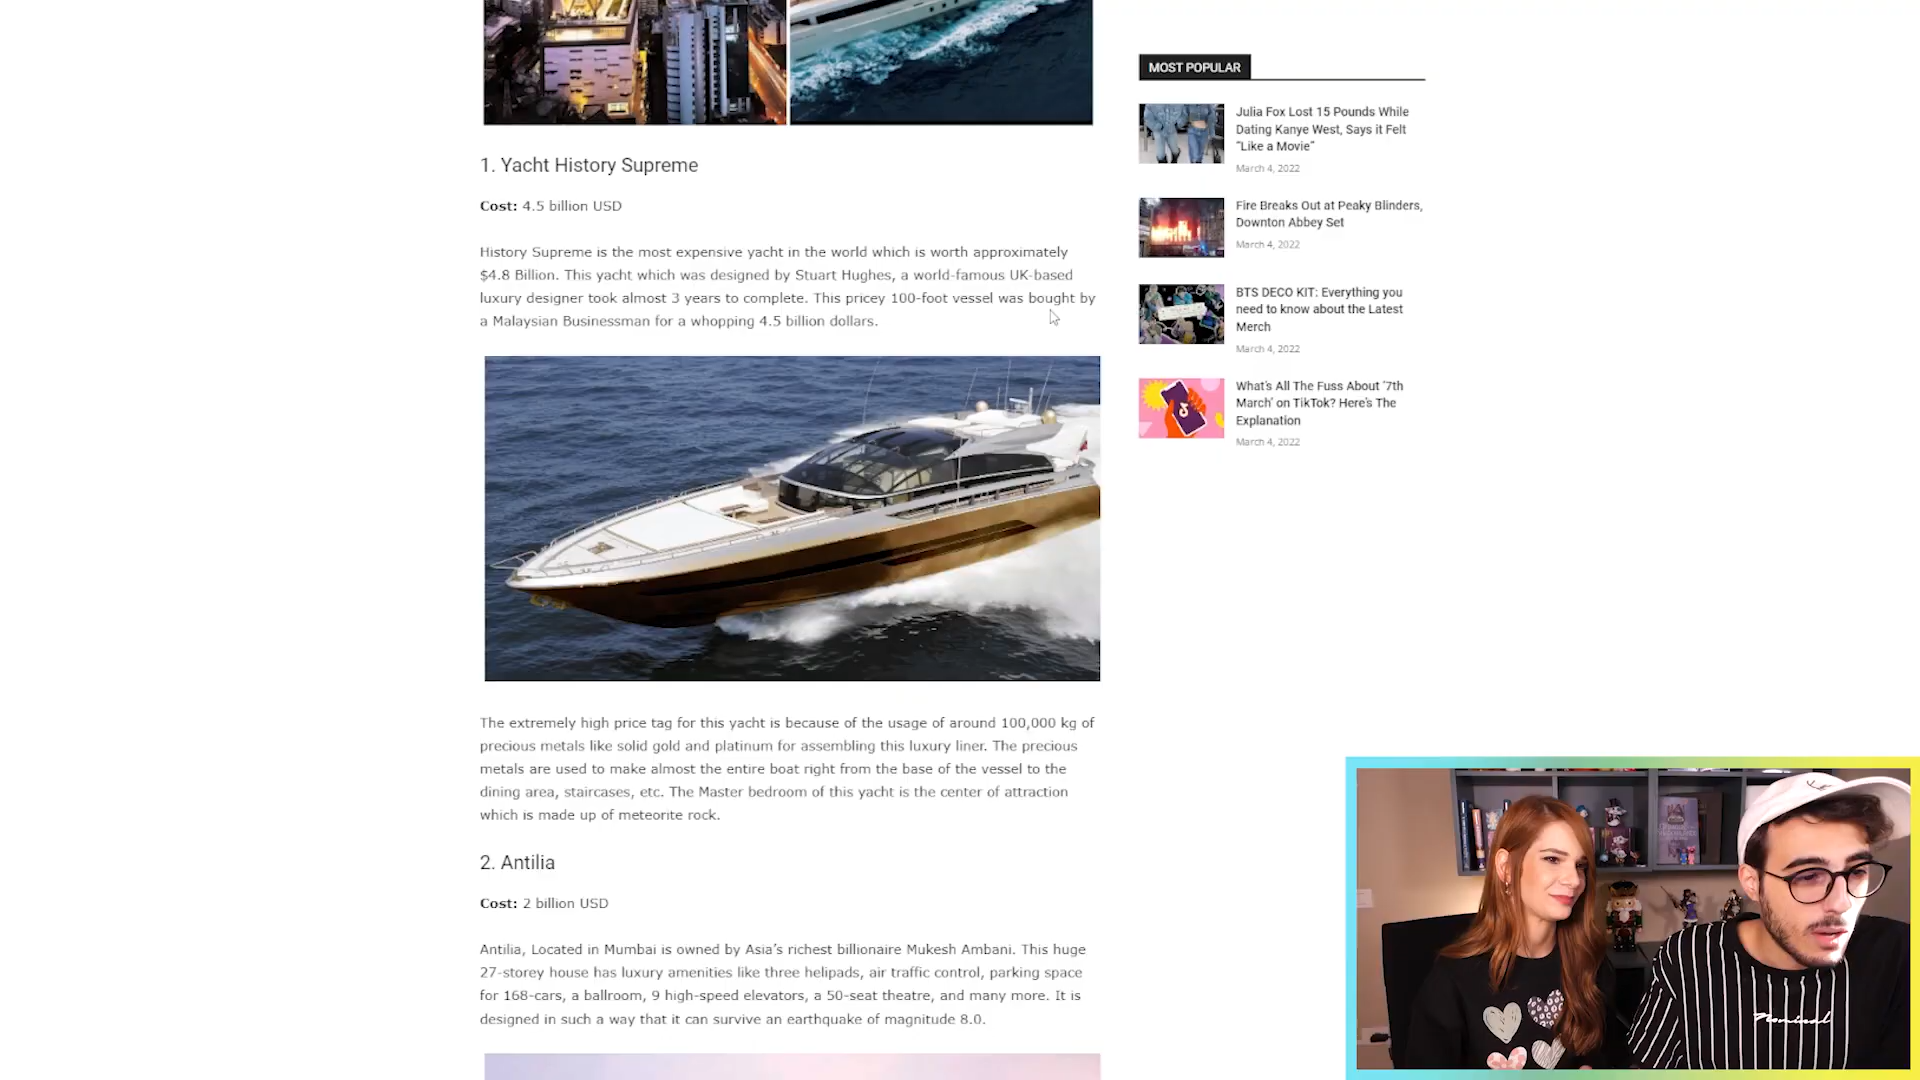 MOST POPULAR
Julia Fox Lost 15 Pounds While
Dating Kanye West, Says it Felt
“Like a Movie”
March 4, 2022
Fire Breaks Out at Peaky Blinders,
Downton Abbey Set
March 4, 2022
BTS DECO KIT: Everything you
need to know about the Latest
Merch
March 4, 2022
What’s All The Fuss About ‘7th
March’ on TikTok? Here’s The
Explanation
March 4, 2022
1. Yacht History Supreme
Cost: 4.5 billion USD
History Supreme is the most expensive yacht in the world which is worth approximately
$4.8 Billion. This yacht which was designed by Stuart Hughes, a world-famous UK-based
luxury designer took almost 3 years to complete. This pricey 100-foot vessel was bought by
a Malaysian Businessman for a whopping 4.5 billion dollars.
The extremely high price tag for this yacht is because of the usage of around 100,000 kg of
precious metals like solid gold and platinum for assembling this luxury liner. The precious
metals are used to make almost the entire boat right from the base of the vessel to the
dining area, staircases, etc. The Master bedroom of this yacht is the center of attraction
which is made up of meteorite rock.
2. Antilia
Cost: 2 billion USD
Antilia, Located in Mumbai is owned by Asia’s richest billionaire Mukesh Ambani. This huge
27-storey house has luxury amenities like three helipads, air traffic control, parking space
for 168-cars, a ballroom, 9 high-speed elevators, a 50-seat theatre, and many more. It is
designed in such a way that it can survive an earthquake of magnitude 8.0.